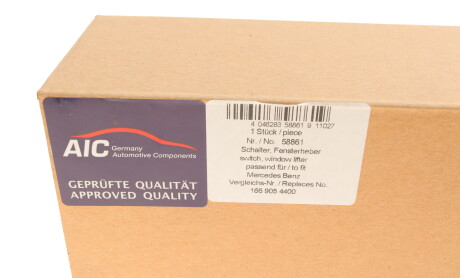 AIC Germany
Automotive Components
GEPRÜFTE QUALITÄT
APPROVED QUALITY
4 048283 58861 9 11027
1 Stück / piece
Nr. / No. 58861
Schalter, Fensterheber
switch, window lifter
passend für / to fit
Mercedes Benz
Vergleichs-Nr. / Replaces No.
166 905 4400